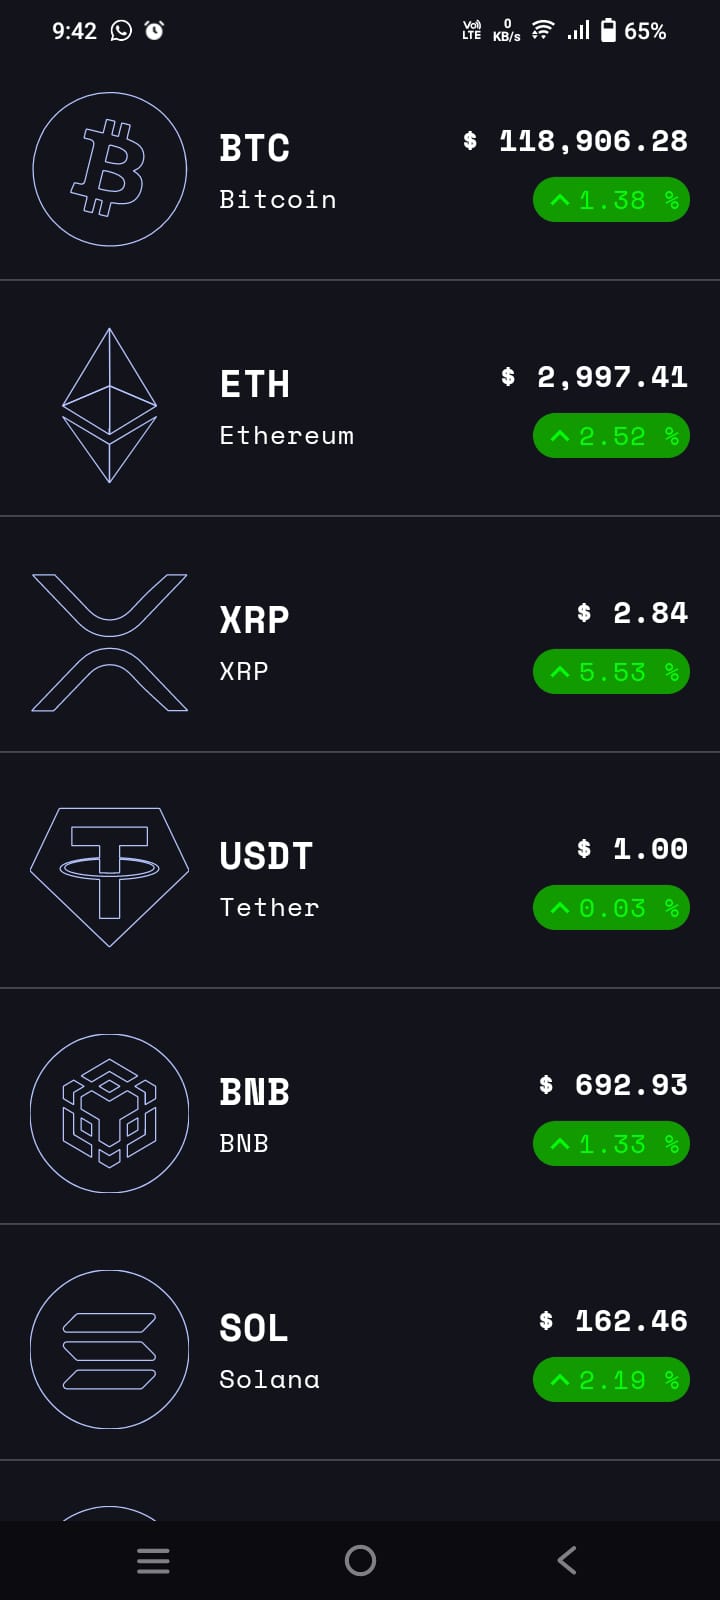 9:42 Vo) LTE 0 KB/s 65%
BTC $ 118,906.28
Bitcoin 1.38 %
ETH $ 2,997.41
Ethereum 2.52 %
XRP $ 2.84
XRP 5.53 %
USDT $ 1.00
Tether 0.03 %
BNB $ 692.93
BNB 1.33 %
SOL $ 162.46
Solana 2.19 %